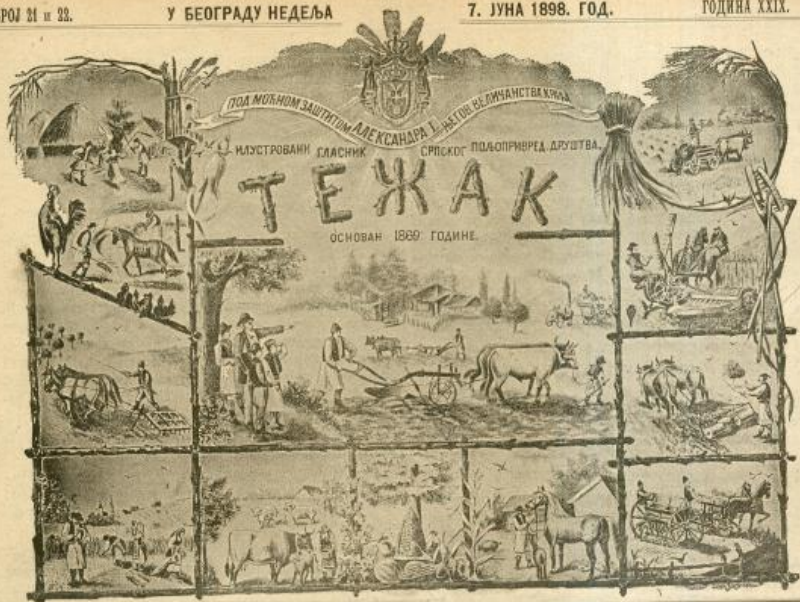 БРОЈ 21 и 22.
У БЕОГРАДУ НЕДЕЉА
7. ЈУНА 1898. ГОД.
ГОДИНА XXIX.
ПОД МОЋНОМ ЗАШТИТОМ АЛЕКСАНДРА I. ЊЕГОВ. ВЕЛИЧАНСТВА КРАЉА
ИЛУСТРОВАНИ ГЛАСНИК СРПСКОГ ПОЉОПРИВРЕД. ДРУШТВА.
ТЕЖАК
ОСНОВАН 1869 ГОДИНЕ.